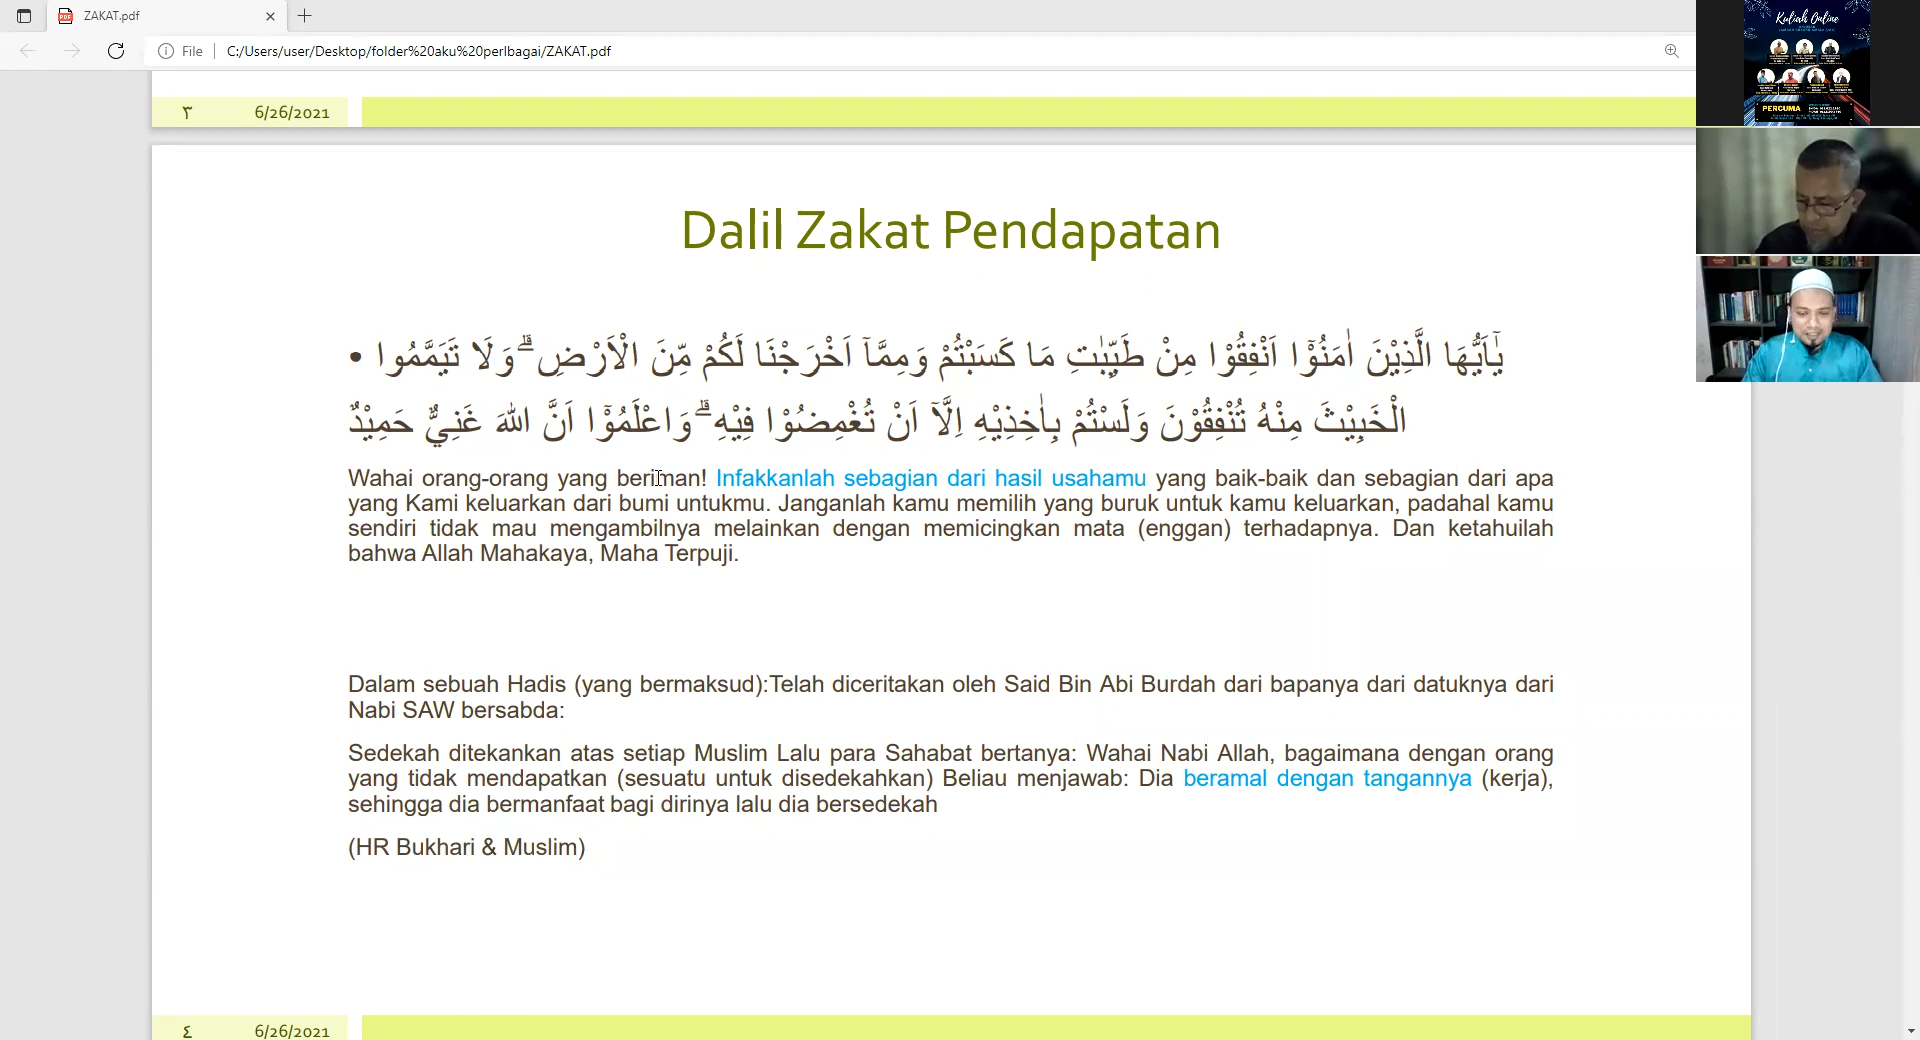 ZAKAT.pdf
File
C:/Users/user/Desktop/folder%20aku%20perlbagai/ZAKAT.pdf
٣
6/26/2021
Dalil Zakat Pendapatan
• يٰٓاَيُّهَا الَّذِيْنَ اٰمَنُوْٓا اَنْفِقُوْا مِنْ طَيِّبٰتِ مَا كَسَبْتُمْ وَمِمَّآ اَخْرَجْنَا لَكُمْ مِّنَ الْاَرْضِ ۗ وَلَا تَيَمَّمُوا
الْخَبِيْثَ مِنْهُ تُنْفِقُوْنَ وَلَسْتُمْ بِاٰخِذِيْهِ اِلَّآ اَنْ تُغْمِضُوْا فِيْهِ ۗ وَاعْلَمُوْٓا اَنَّ اللّٰهَ غَنِيٌّ حَمِيْدٌ
Wahai orang-orang yang beriman! Infakkanlah sebagian dari hasil usahamu yang baik-baik dan sebagian dari apa
yang Kami keluarkan dari bumi untukmu. Janganlah kamu memilih yang buruk untuk kamu keluarkan, padahal kamu
sendiri tidak mau mengambilnya melainkan dengan memicingkan mata (enggan) terhadapnya. Dan ketahuilah
bahwa Allah Mahakaya, Maha Terpuji.
Dalam sebuah Hadis (yang bermaksud):Telah diceritakan oleh Said Bin Abi Burdah dari bapanya dari datuknya dari
Nabi SAW bersabda:
Sedekah ditekankan atas setiap Muslim Lalu para Sahabat bertanya: Wahai Nabi Allah, bagaimana dengan orang
yang tidak mendapatkan (sesuatu untuk disedekahkan) Beliau menjawab: Dia beramal dengan tangannya (kerja),
sehingga dia bermanfaat bagi dirinya lalu dia bersedekah
(HR Bukhari & Muslim)
٤
6/26/2021
Kuliah Online
PERCUMA